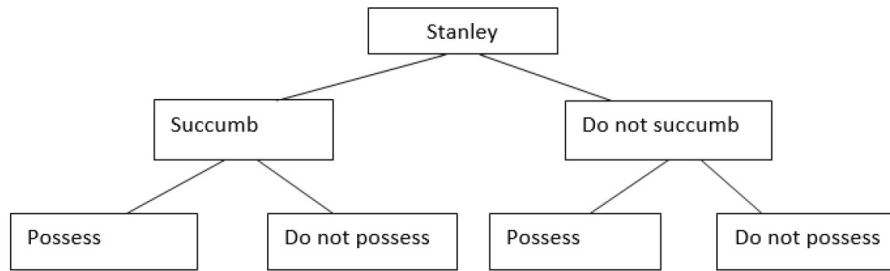 Stanley
Succumb
Do not succumb
Possess
Do not possess
Possess
Do not possess